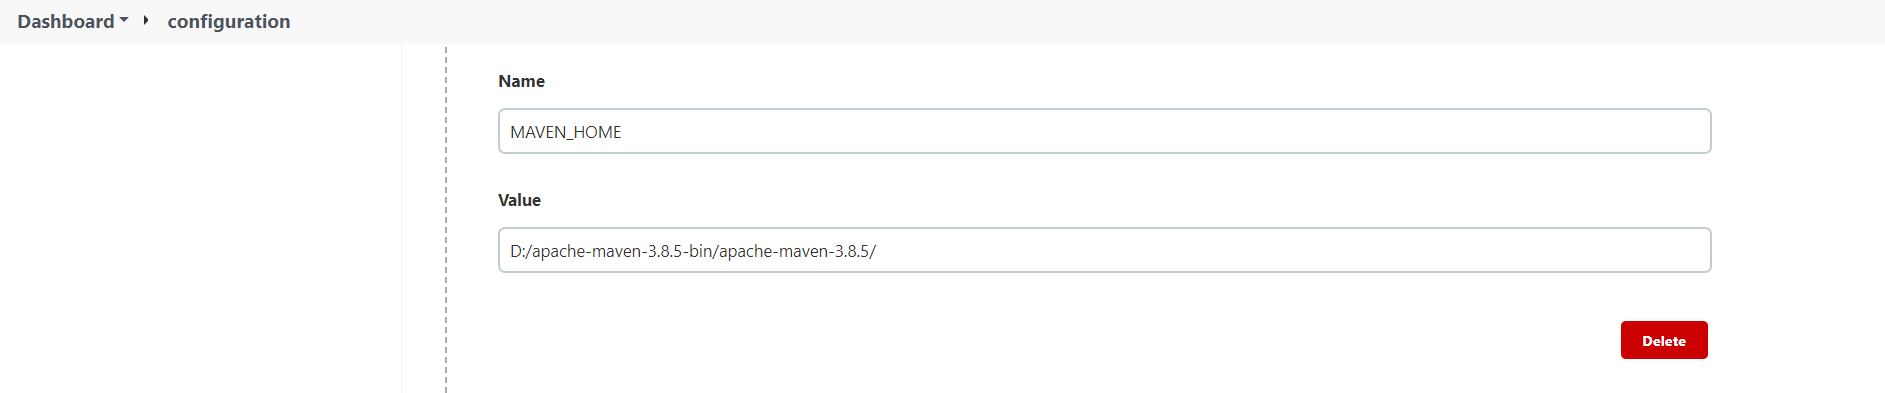 Dashboard configuration
Name
MAVEN_HOME
Value
D:/apache-maven-3.8.5-bin/apache-maven-3.8.5/
Delete